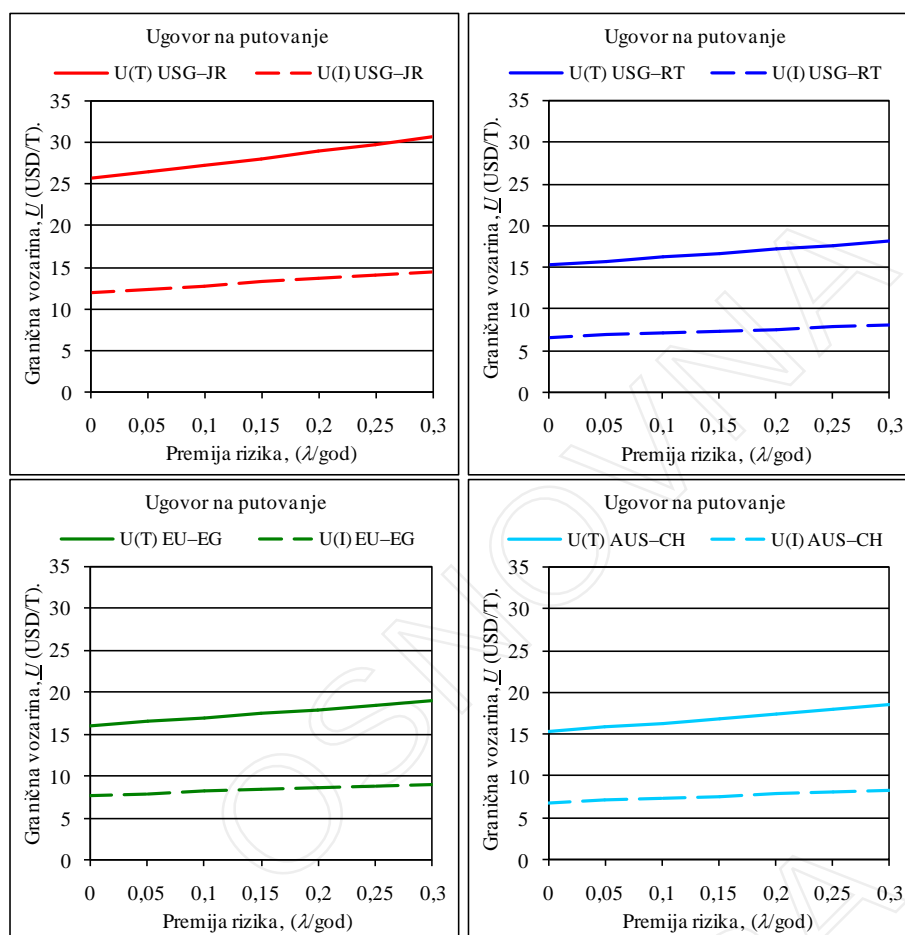 Ugovor na putovanje
U(T) USG–JR U(I) USG–JR
Granična vozarina, U (USD/T).
35
30
25
20
15
10
5
0
0 0,05 0,1 0,15 0,2 0,25 0,3
Premija rizika, (λ/god)
Ugovor na putovanje
U(T) USG–RT U(I) USG–RT
Granična vozarina, U (USD/T).
35
30
25
20
15
10
5
0
0 0,05 0,1 0,15 0,2 0,25 0,3
Premija rizika, (λ/god)
Ugovor na putovanje
U(T) EU–EG U(I) EU–EG
Granična vozarina, U (USD/T).
35
30
25
20
15
10
5
0
0 0,05 0,1 0,15 0,2 0,25 0,3
Premija rizika, (λ/god)
Ugovor na putovanje
U(T) AUS–CH U(I) AUS–CH
Granična vozarina, U (USD/T).
35
30
25
20
15
10
5
0
0 0,05 0,1 0,15 0,2 0,25 0,3
Premija rizika, (λ/god)
OSNOVNA